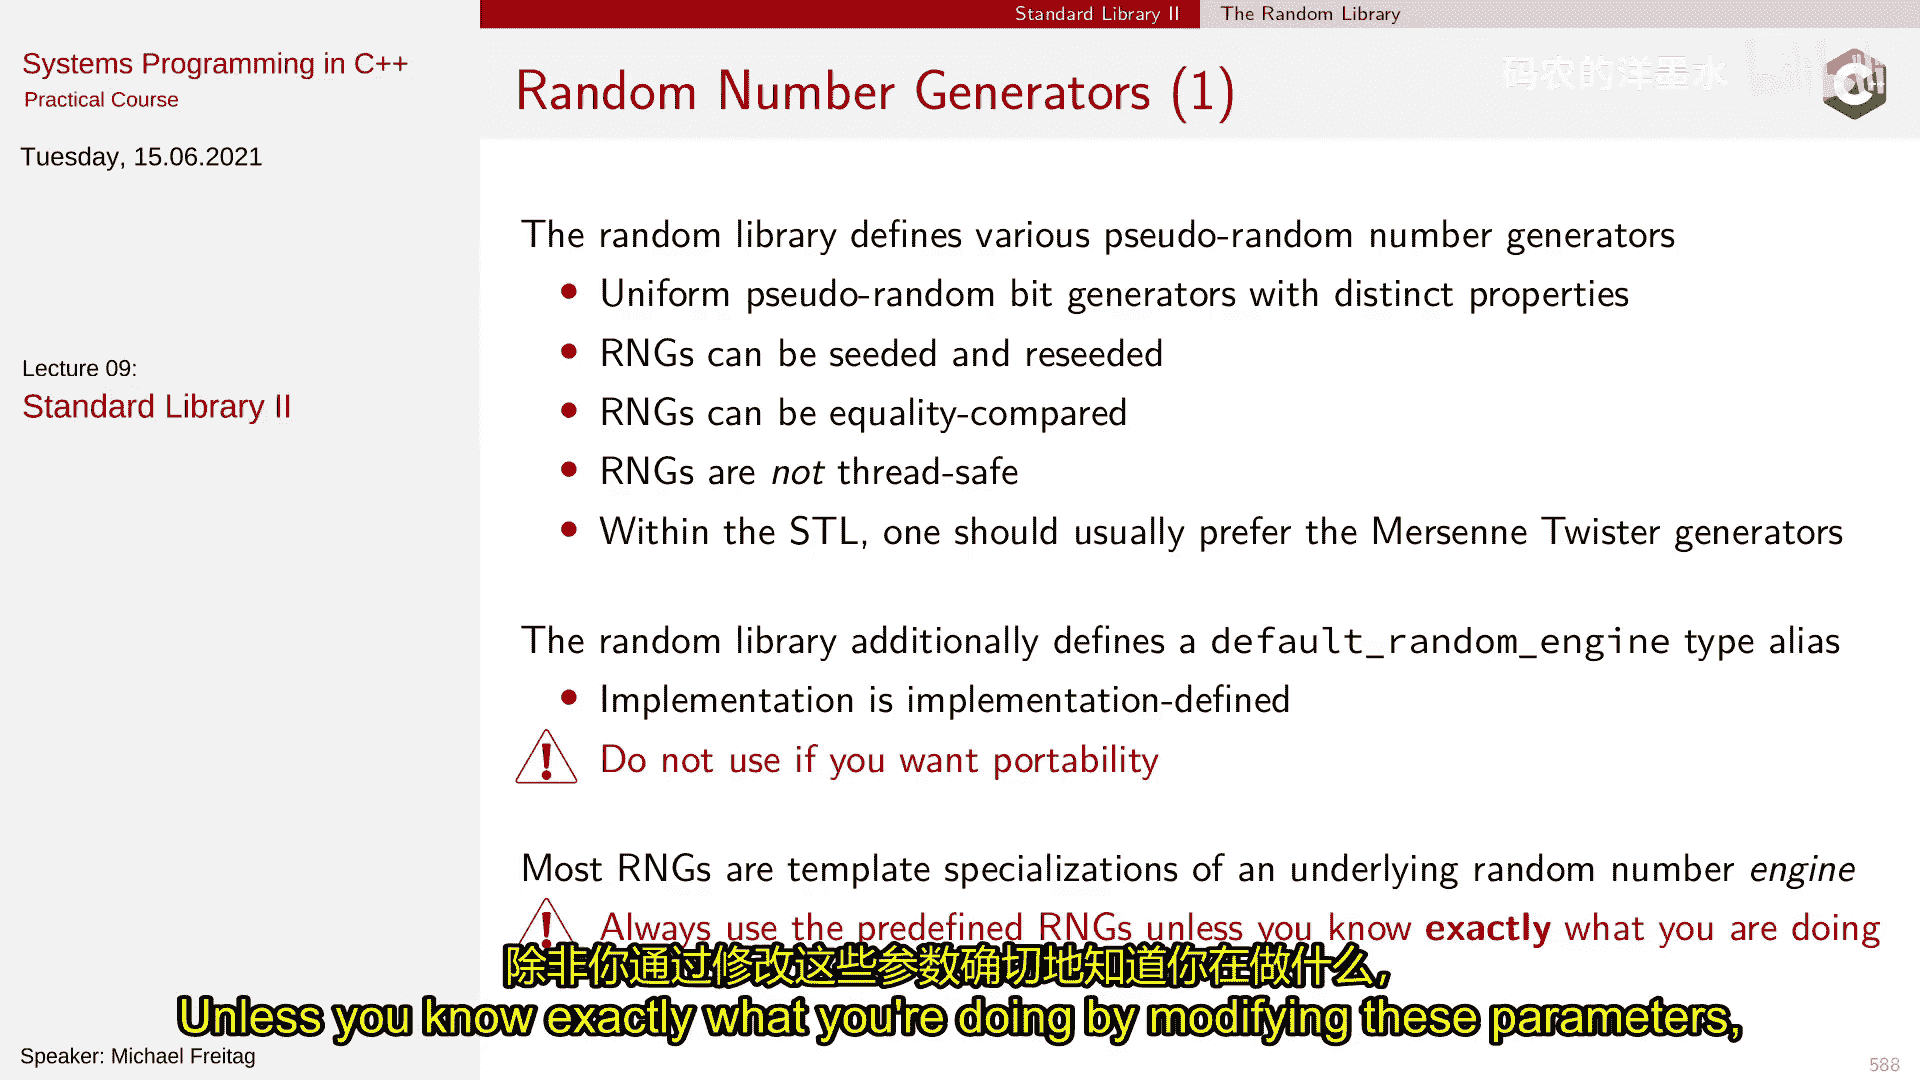 Standard Library II
The Random Library
Systems Programming in C++
Practical Course
Tuesday, 15.06.2021
Lecture 09:
Standard Library II
Random Number Generators (1)
码农的洋墨水
The random library defines various pseudo-random number generators
Uniform pseudo-random bit generators with distinct properties
RNGs can be seeded and reseeded
RNGs can be equality-compared
RNGs are not thread-safe
Within the STL, one should usually prefer the Mersenne Twister generators
The random library additionally defines a default_random_engine type alias
Implementation is implementation-defined
Do not use if you want portability
Most RNGs are template specializations of an underlying random number engine
Always use the predefined RNGs unless you know exactly what you are doing
除非你通过修改这些参数确切地知道你在做什么,
Unless you know exactly what you're doing by modifying these parameters,
Speaker: Michael Freitag
588